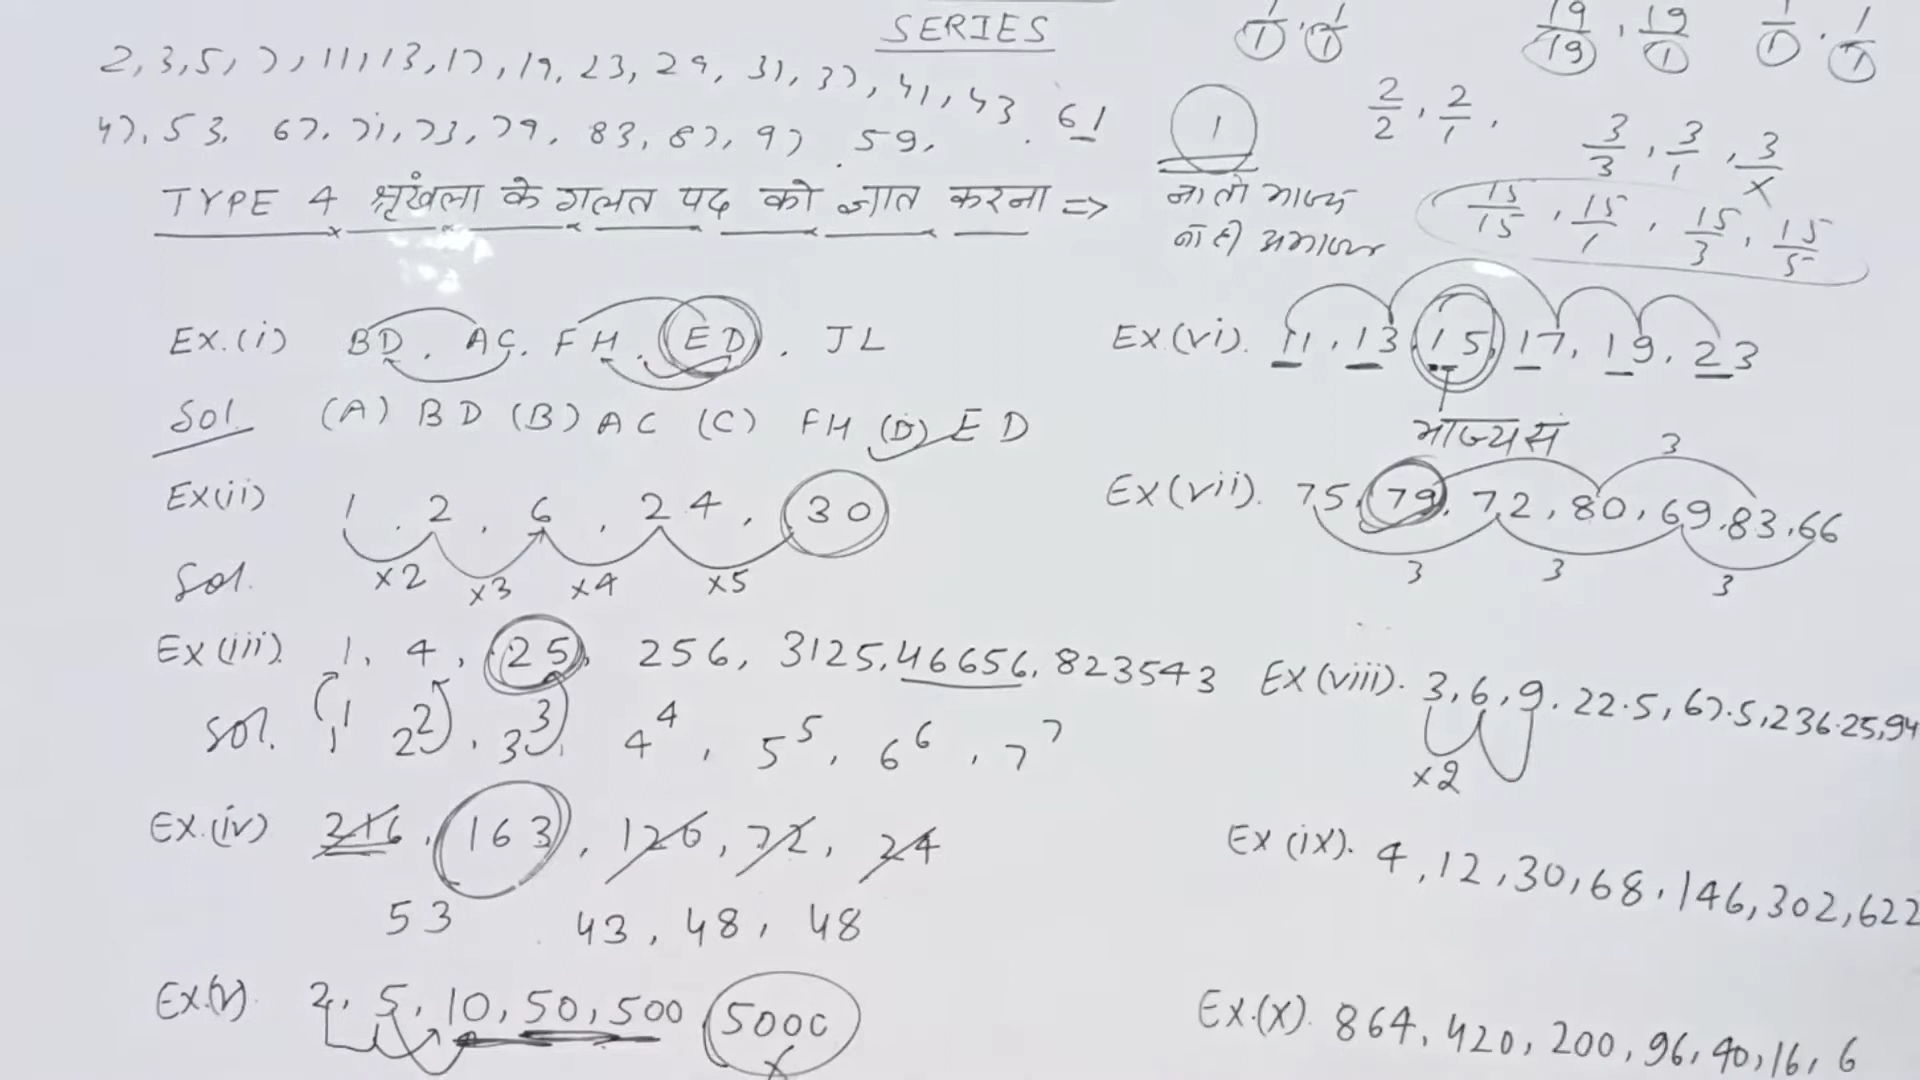 SERIES
1/1, 1/1
19/19, 19/1
1/1, 1/1
2, 3, 5, 7, 11, 13, 17, 19, 23, 29, 31, 37, 41, 43
47, 53, 67, 71, 73, 79, 83, 87, 97, 59, 61
1
2/2, 2/1,
3/3, 3/1, 3/x
TYPE 4 श्रृंखला के गलत पद को ज्ञात करना =>
ना तो भाज्य
ना ही अभाज्य
15/15, 15/1, 15/3, 15/5
Ex.(i) BD, AC, FH, ED, JL
Sol. (A) BD (B) AC (C) FH (D) ED
Ex(ii) 1, 2, 6, 24, 30
Sol. x2 x3 x4 x5
Ex(iii). 1, 4, 25, 256, 3125, 46656, 823543
Sol. 1^1 2^2, 3^3, 4^4, 5^5, 6^6, 7^7
Ex.(iv) 216, 163, 126, 72, 24
53 43, 48, 48
Ex.(v). 2, 5, 10, 50, 500, 5000
x
Ex(vi). 11, 13, 15, 17, 19, 23
भाज्य सं
3
Ex(vii). 75, 79, 72, 80, 69, 83, 66
3 3 3
Ex(viii). 3, 6, 9, 22.5, 67.5, 236.25, 94
x2
Ex(ix). 4, 12, 30, 68, 146, 302, 622
Ex.(x). 864, 420, 200, 96, 40, 16, 6